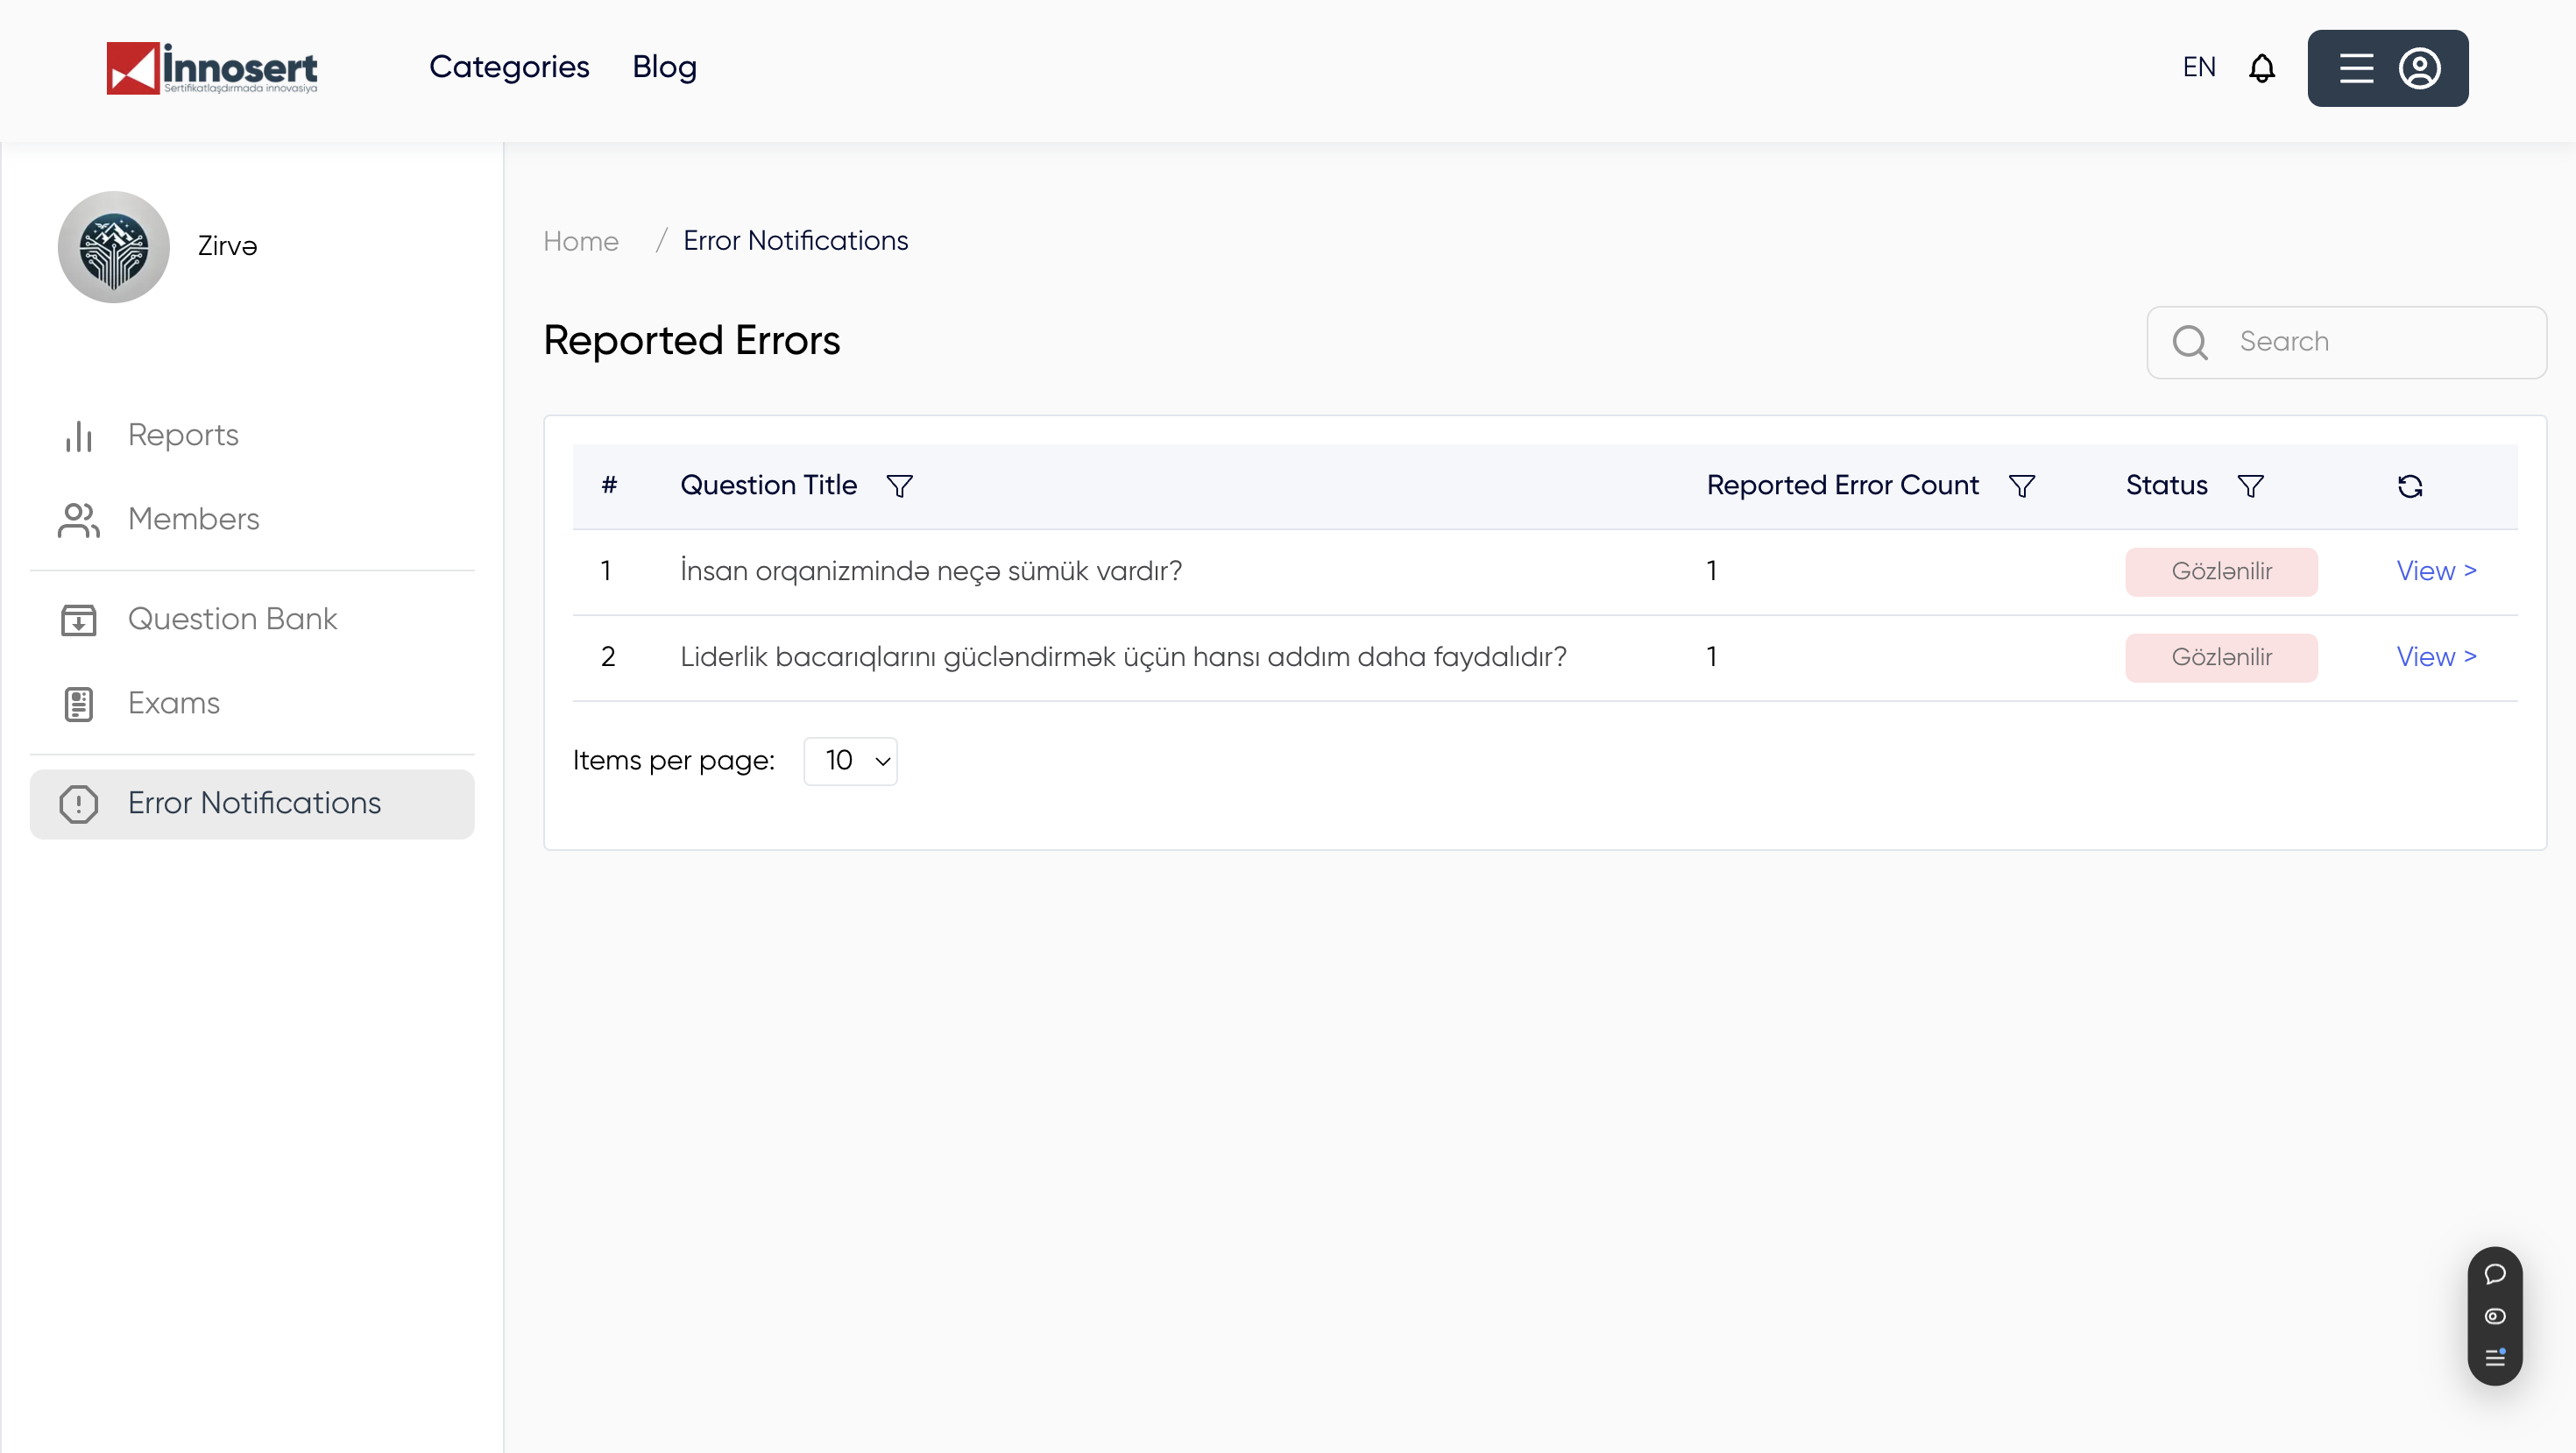 İnnosert
Sertifikatlaşdırmada innovasiya
Categories
Blog
EN
Zirvə
Reports
Members
Question Bank
Exams
Error Notifications
Home / Error Notifications
Reported Errors
Search
# Question Title Reported Error Count Status
1 İnsan orqanizmində neçə sümük vardır? 1 Gözlənilir View >
2 Liderlik bacarıqlarını gücləndirmək üçün hansı addım daha faydalıdır? 1 Gözlənilir View >
Items per page: 10